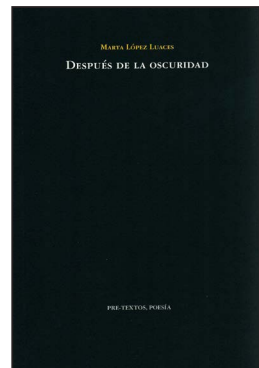 MARTA LÓPEZ LUACES
DESPUÉS DE LA OSCURIDAD
PRE-TEXTOS, POESÍA